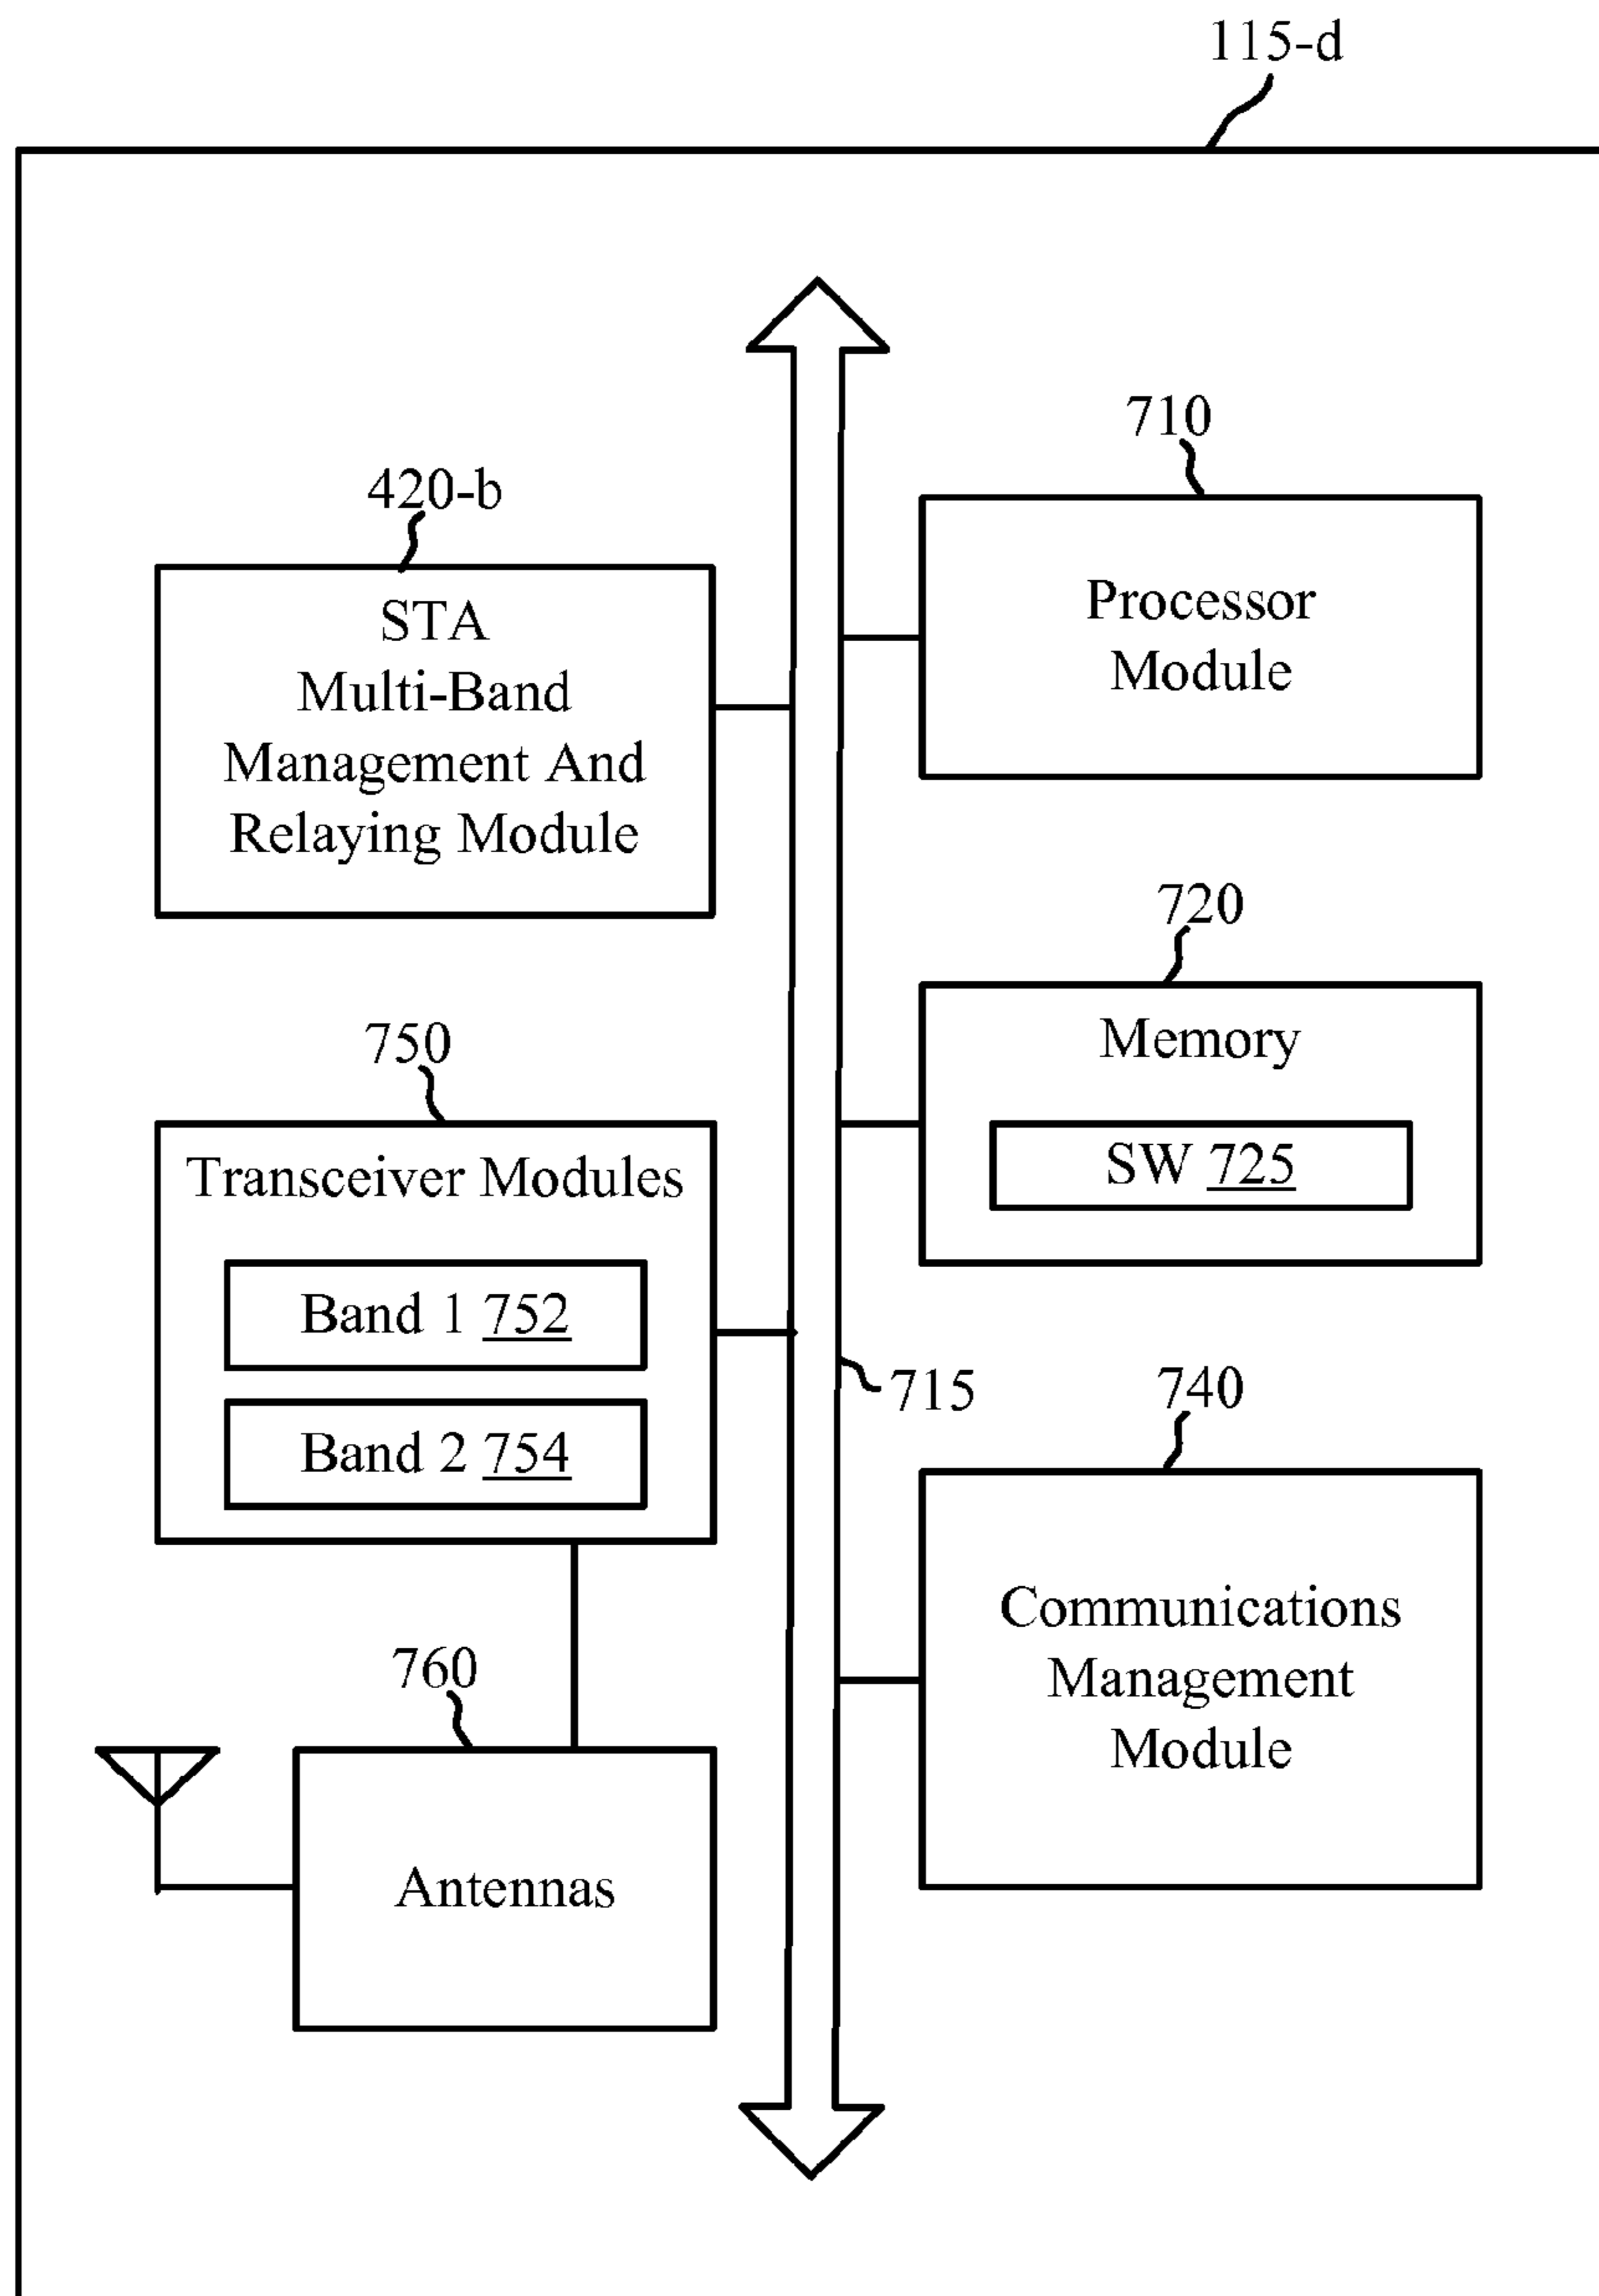 115-d
710
420-b
Processor
Module
STA
Multi-Band
Management And
Relaying Module
720
Memory
SW 725
750
Transceiver Modules
Band 1 752
Band 2 754
715
740
Communications
Management
Module
760
Antennas